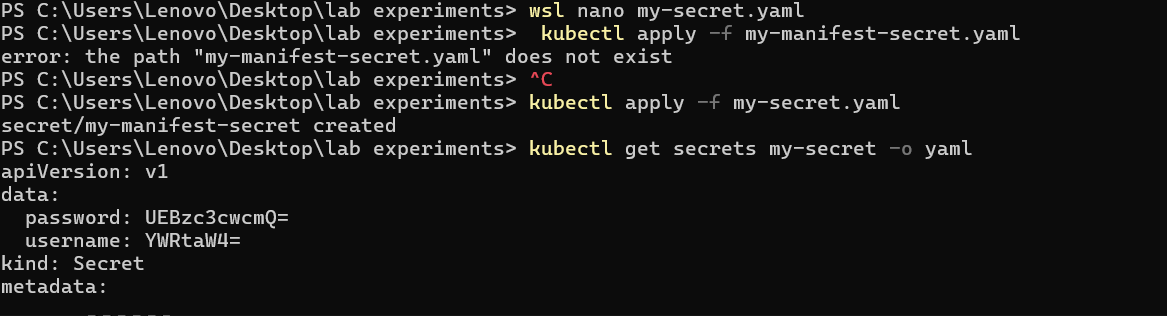 PS C:\Users\Lenovo\Desktop\lab experiments> wsl nano my-secret.yaml
PS C:\Users\Lenovo\Desktop\lab experiments>  kubectl apply -f my-manifest-secret.yaml
error: the path "my-manifest-secret.yaml" does not exist
PS C:\Users\Lenovo\Desktop\lab experiments> ^C
PS C:\Users\Lenovo\Desktop\lab experiments> kubectl apply -f my-secret.yaml
secret/my-manifest-secret created
PS C:\Users\Lenovo\Desktop\lab experiments> kubectl get secrets my-secret -o yaml
apiVersion: v1
data:
  password: UEBzc3cwcmQ=
  username: YWRtaW4=
kind: Secret
metadata: